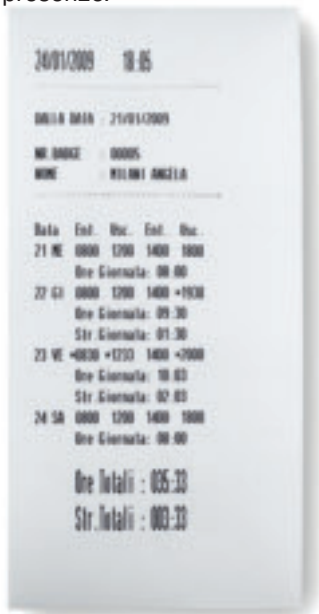 presenze.
24/01/2009 18:05
DALLA DATA : 21/01/2009
NR BADGE : 00005
NOME : MILANI ANGELA
Data Ent. Usc. Ent. Usc.
21 ME 0800 1200 1400 1800
Ore Giornata: 08:00
22 GI 0800 1200 1400 *1930
Ore Giornata: 09:30
Str.Giornata: 01:30
23 VE *0830 *1233 1400 *2000
Ore Giornata: 10:03
Str.Giornata: 02:03
24 SA 0800 1200 1400 1800
Ore Giornata: 08:00
Ore Totali : 035:33
Str.Totali : 003:33